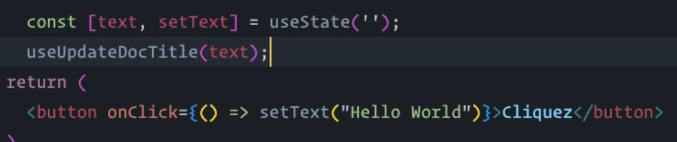 const [text, setText] = useState('');
useUpdateDocTitle(text);
return (
<button onClick={() => setText("Hello World")}>Cliquez</button>
)